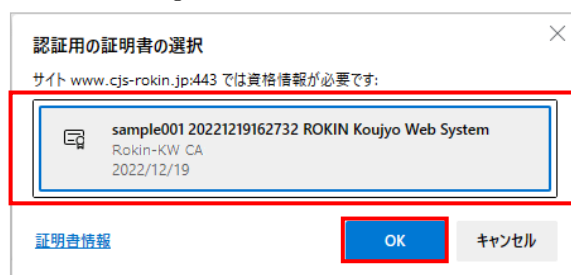 認証用の証明書の選択
サイト www.cjs-rokin.jp:443 では資格情報が必要です:
sample001 20221219162732 ROKIN Koujyo Web System
Rokin-KW CA
2022/12/19
証明書情報
OK
キャンセル